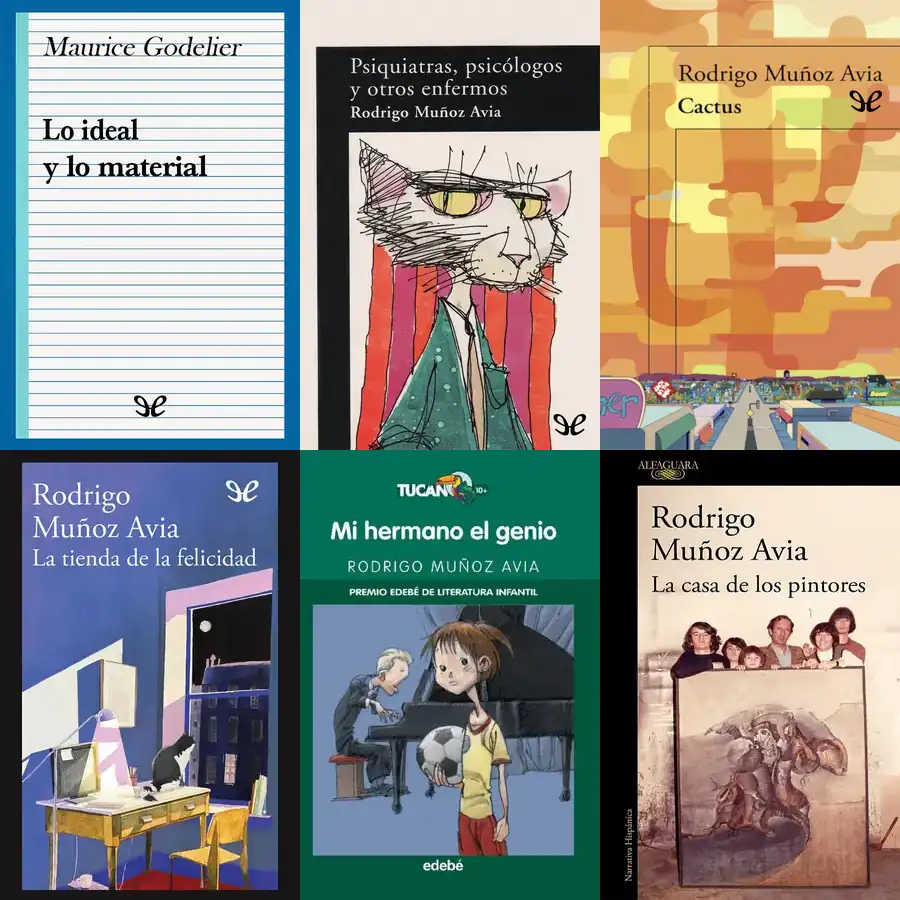 Maurice Godelier
Lo ideal
y lo material
Psiquiatras, psicólogos
y otros enfermos
Rodrigo Muñoz Avia
Rodrigo Muñoz Avia
Cactus
Rodrigo
Muñoz Avia
La tienda de la felicidad
TUCAN 10+
Mi hermano el genio
RODRIGO MUÑOZ AVIA
PREMIO EDEBÉ DE LITERATURA INFANTIL
edebé
ALFAGUARA
Rodrigo
Muñoz Avia
La casa de los pintores
Narrativa Hispánica